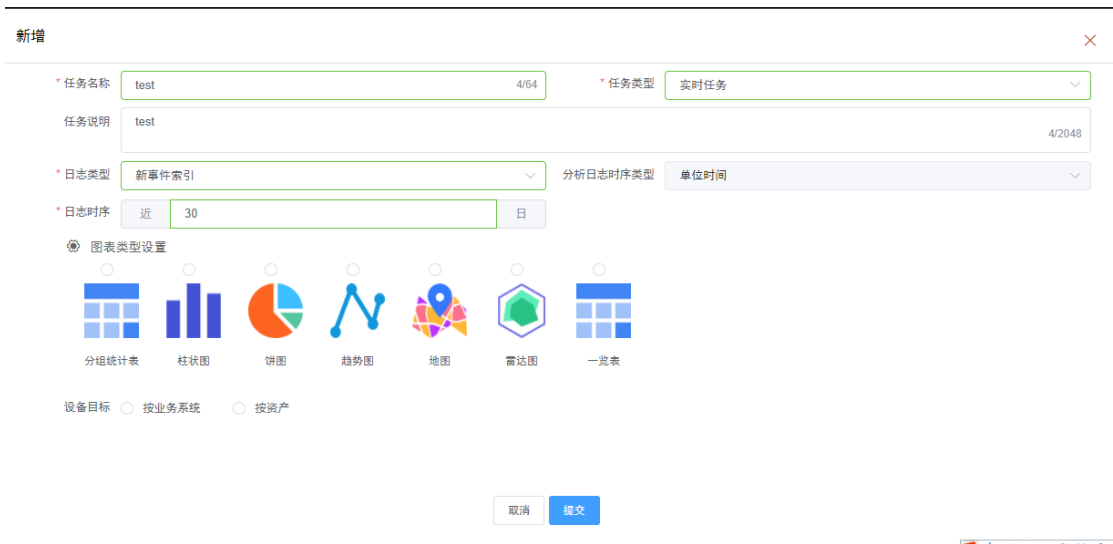 新增
* 任务名称 test 4/64 * 任务类型 实时任务
任务说明 test 4/2048
* 日志类型 新事件索引 分析日志时序类型 单位时间
* 日志时序 近 30 日
图表类型设置
分组统计表 柱状图 饼图 趋势图 地图 雷达图 一览表
设备目标 按业务系统 按资产
取消 提交